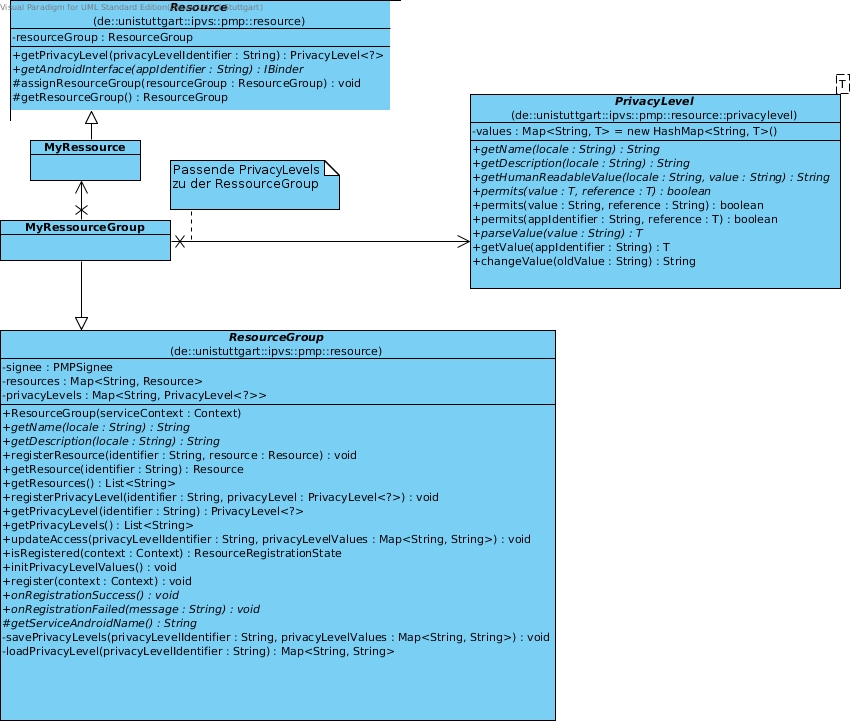 Visual Paradigm for UML Standard Edition(
Stuttgart)
Resource
(de::unistuttgart::ipvs::pmp::resource)
-resourceGroup : ResourceGroup
+getPrivacyLevel(privacyLevelIdentifier : String) : PrivacyLevel<?>
+getAndroidInterface(appIdentifier : String) : IBinder
#assignResourceGroup(resourceGroup : ResourceGroup) : void
#getResourceGroup() : ResourceGroup
T
PrivacyLevel
(de::unistuttgart::ipvs::pmp::resource::privacylevel)
-values : Map<String, T> = new HashMap<String, T>()
+getName(locale : String) : String
+getDescription(locale : String) : String
+getHumanReadableValue(locale : String, value : String) : String
+permits(value : T, reference : T) : boolean
+permits(value : String, reference : String) : boolean
+permits(appIdentifier : String, reference : T) : boolean
+parseValue(value : String) : T
+getValue(appIdentifier : String) : T
+changeValue(oldValue : String) : String
MyRessource
Passende PrivacyLevels
zu der RessourceGroup
MyRessourceGroup
ResourceGroup
(de::unistuttgart::ipvs::pmp::resource)
-signee : PMPSignee
-resources : Map<String, Resource>
-privacyLevels : Map<String, PrivacyLevel<?>>
+ResourceGroup(serviceContext : Context)
+getName(locale : String) : String
+getDescription(locale : String) : String
+registerResource(identifier : String, resource : Resource) : void
+getResource(identifier : String) : Resource
+getResources() : List<String>
+registerPrivacyLevel(identifier : String, privacyLevel : PrivacyLevel<?>) : void
+getPrivacyLevel(identifier : String) : PrivacyLevel<?>
+getPrivacyLevels() : List<String>
+updateAccess(privacyLevelIdentifier : String, privacyLevelValues : Map<String, String>) : void
+isRegistered(context : Context) : ResourceRegistrationState
+initPrivacyLevelValues() : void
+register(context : Context) : void
+onRegistrationSuccess() : void
+onRegistrationFailed(message : String) : void
#getServiceAndroidName() : String
-savePrivacyLevels(privacyLevelIdentifier : String, privacyLevelValues : Map<String, String>) : void
-loadPrivacyLevel(privacyLevelIdentifier : String) : Map<String, String>